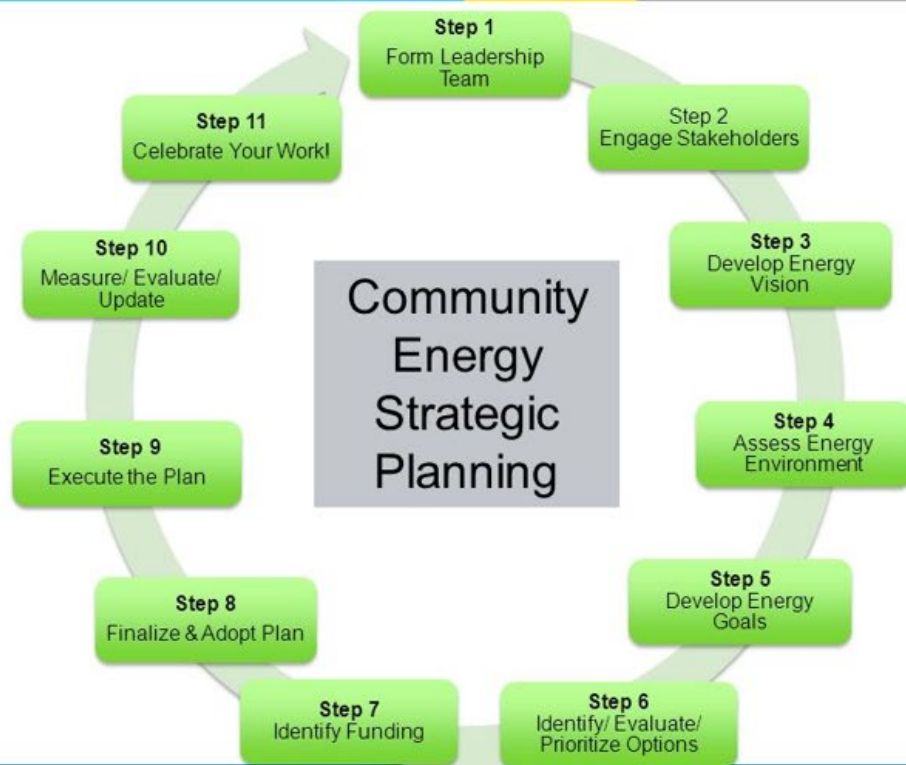 Step 1
Form Leadership
Team
Step 2
Engage Stakeholders
Step 3
Develop Energy
Vision
Step 4
Assess Energy
Environment
Step 5
Develop Energy
Goals
Step 6
Identify/ Evaluate/
Prioritize Options
Step 7
Identify Funding
Step 8
Finalize & Adopt Plan
Step 9
Execute the Plan
Step 10
Measure/ Evaluate/
Update
Step 11
Celebrate Your Work!
Community
Energy
Strategic
Planning